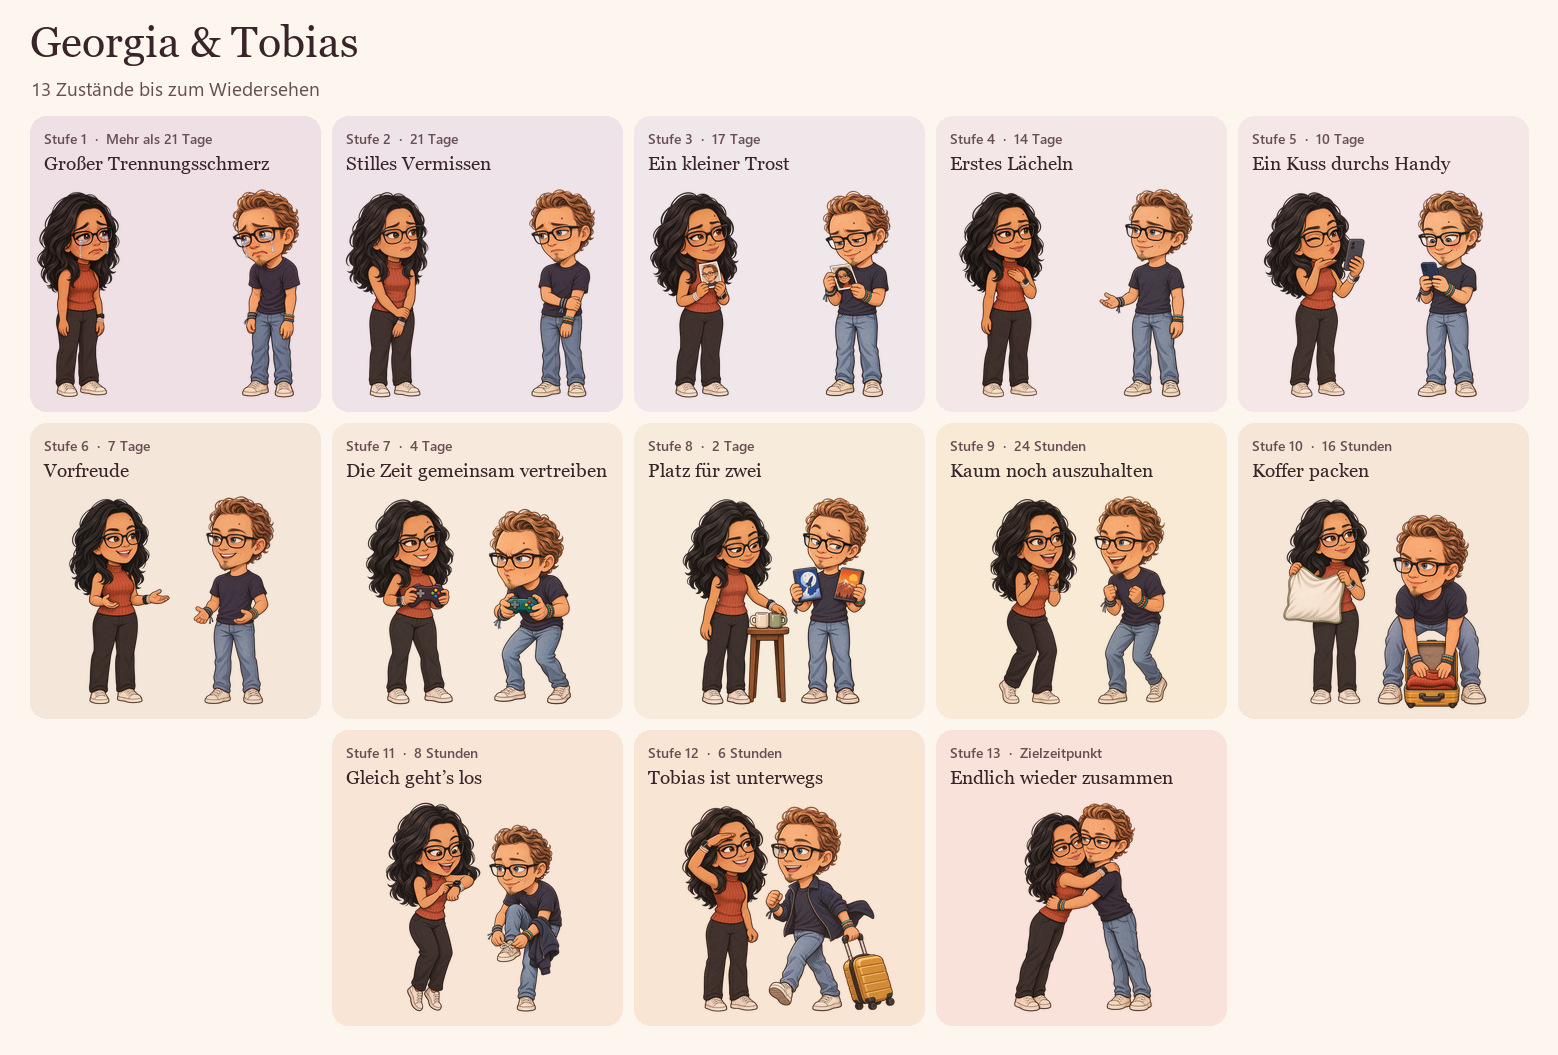 Georgia & Tobias
13 Zustände bis zum Wiedersehen
Stufe 1 · Mehr als 21 Tage
Großer Trennungsschmerz
Stufe 2 · 21 Tage
Stilles Vermissen
Stufe 3 · 17 Tage
Ein kleiner Trost
Stufe 4 · 14 Tage
Erstes Lächeln
Stufe 5 · 10 Tage
Ein Kuss durchs Handy
Stufe 6 · 7 Tage
Vorfreude
Stufe 7 · 4 Tage
Die Zeit gemeinsam vertreiben
Stufe 8 · 2 Tage
Platz für zwei
Stufe 9 · 24 Stunden
Kaum noch auszuhalten
Stufe 10 · 16 Stunden
Koffer packen
Stufe 11 · 8 Stunden
Gleich geht’s los
Stufe 12 · 6 Stunden
Tobias ist unterwegs
Stufe 13 · Zielzeitpunkt
Endlich wieder zusammen